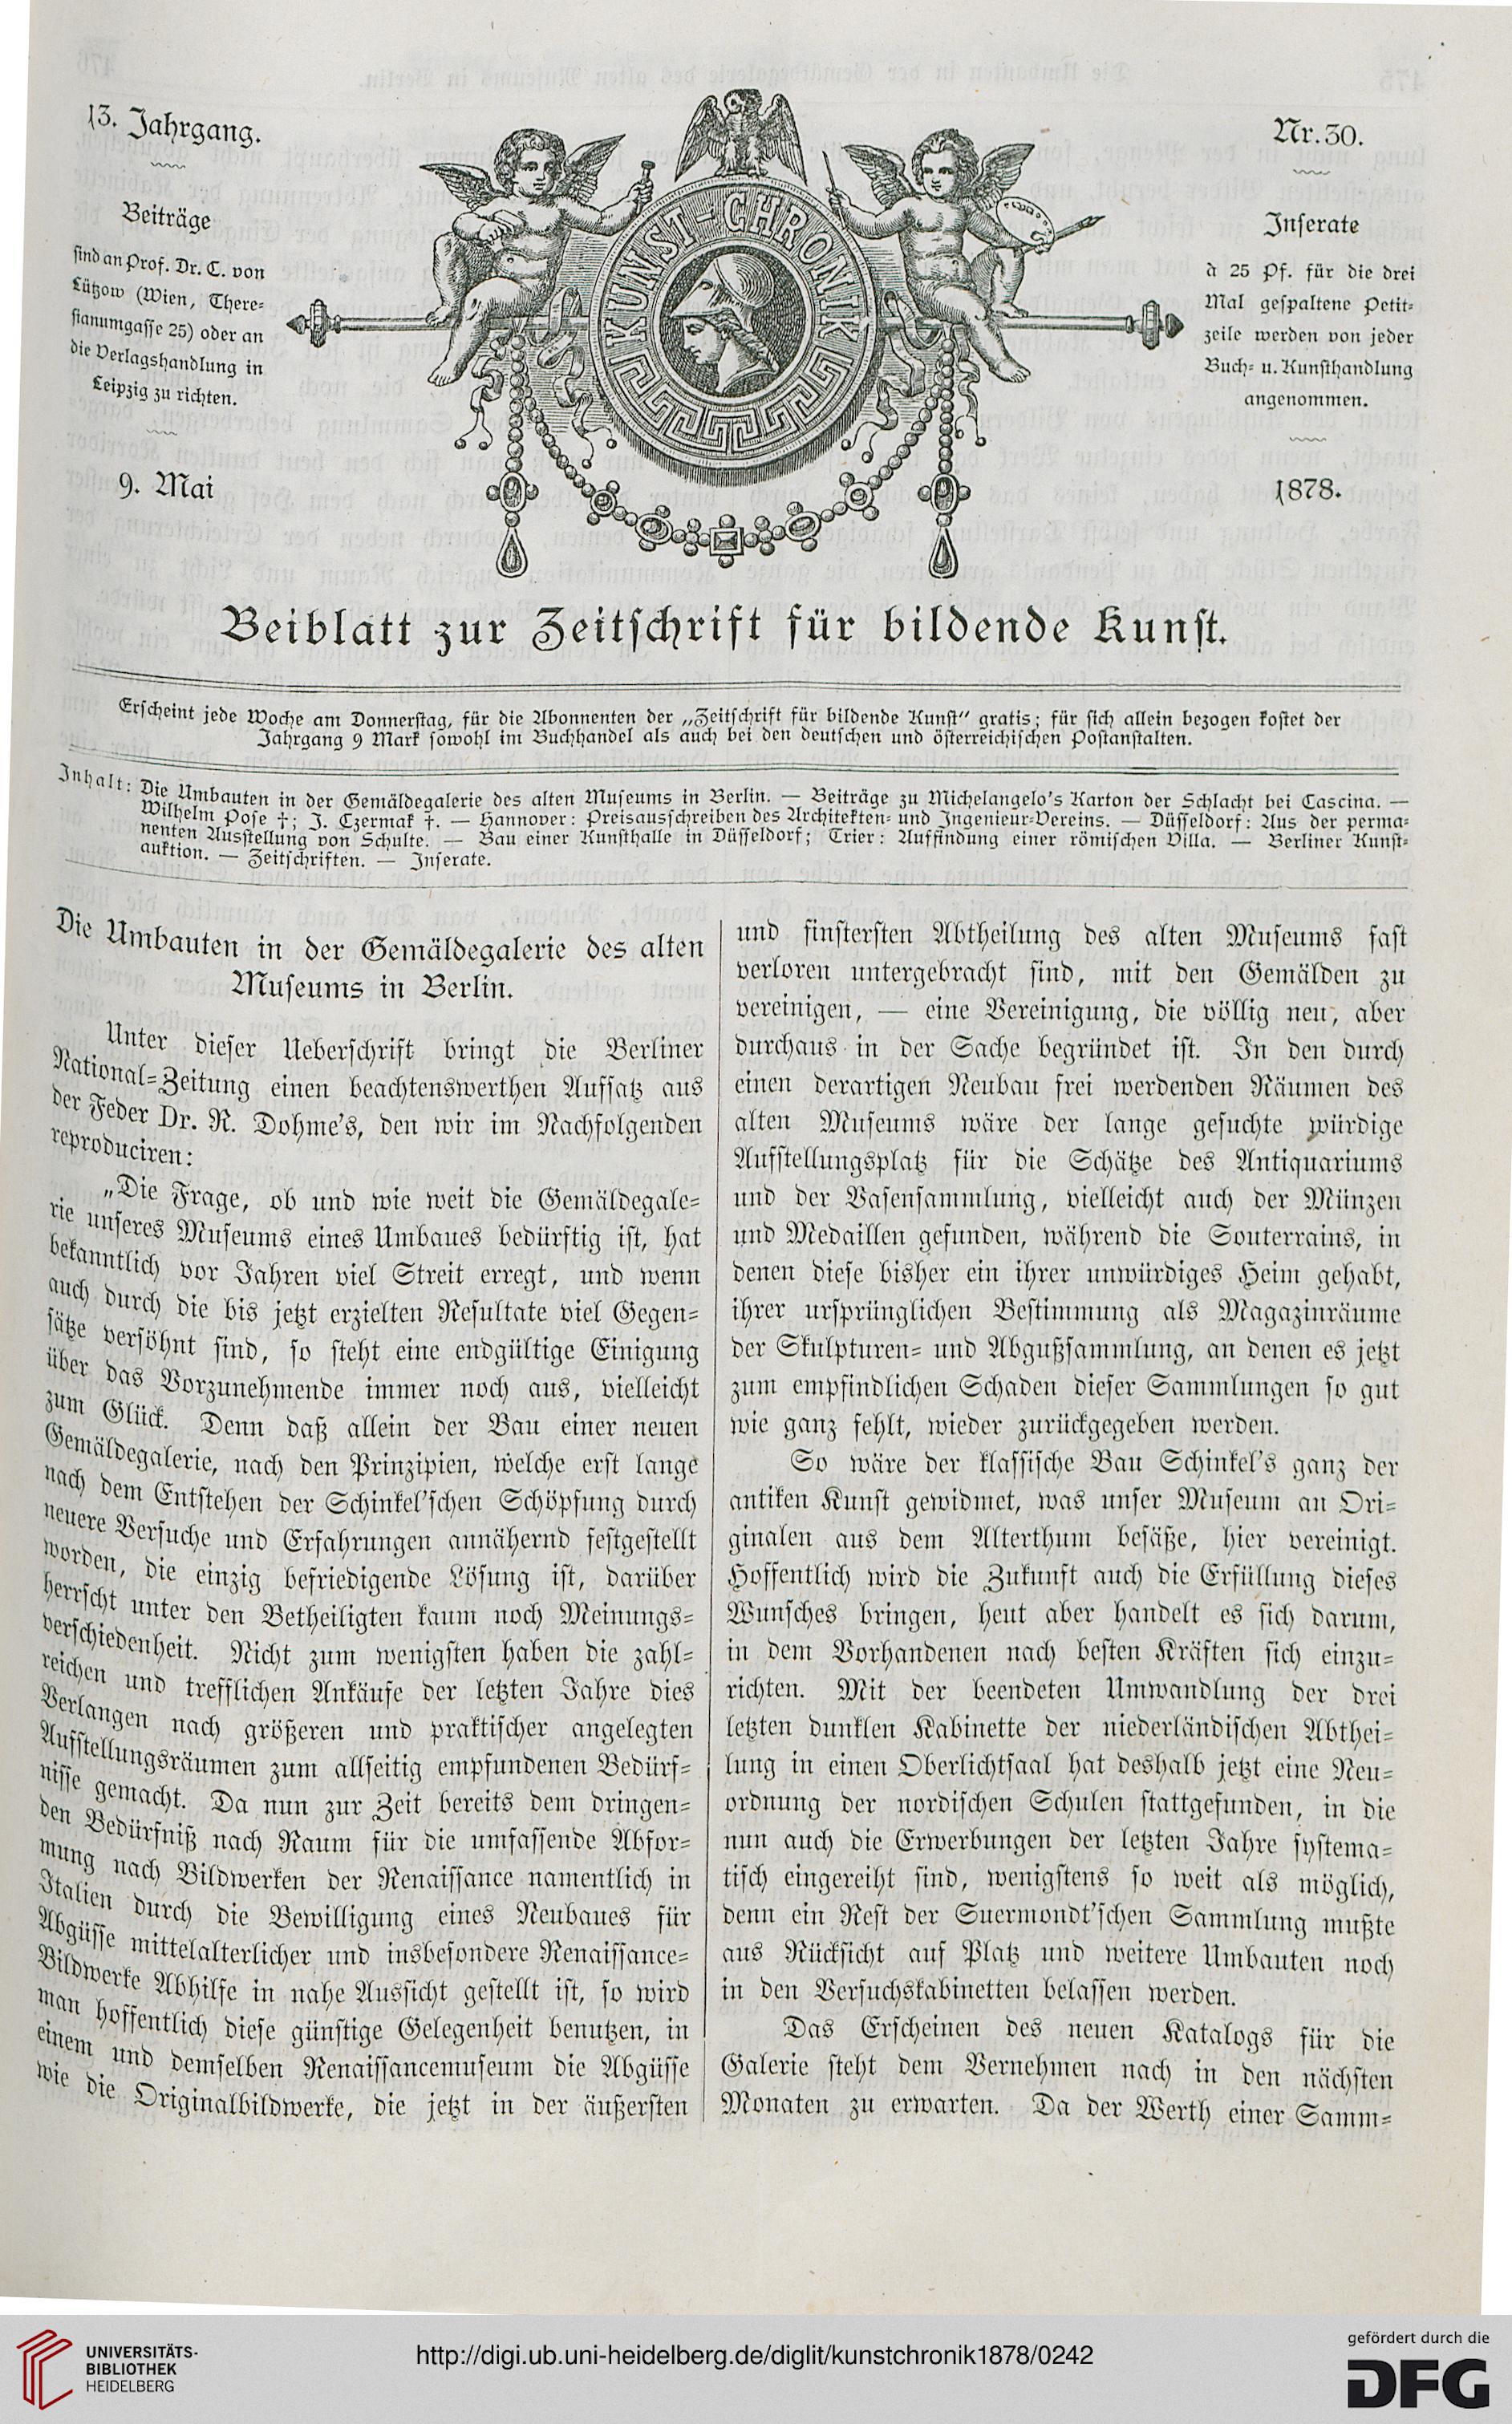 13. Jahrgang.
Beiträge
sind an Prof. Dr. C. von
Lützow (Wien, There-
sianumgasse 25) oder an
die Verlagshandlung in
Leipzig zu richten.
9. Mai
KUNST-CHRONIK
Nr. 30.
Inserate
à 25 Pf. für die drei
Mal gespaltene Petit-
zeile werden von jeder
Buch- u. Kunsthandlung
angenommen.
1878.
Beiblatt zur Zeitschrift für bildende Kunst.
Erscheint jede Woche am Donnerstag, für die Abonnenten der „Zeitschrift für bildende Kunst“ gratis; für sich allein bezogen kostet der
Jahrgang 9 Mark sowohl im Buchhandel als auch bei den deutschen und österreichischen Postanstalten.
Inhalt: Die Umbauten in der Gemäldegalerie des alten Museums in Berlin. — Beiträge zu Michelangelo's Karton der Schlacht bei Cascina. —
Wilhelm Pose †; J. Czermak †. — Hannover: Preisausschreiben des Architekten- und Ingenieur-Vereins. — Düsseldorf: Aus der perma-
nenten Ausstellung von Schulte. — Bau einer Kunsthalle in Düsseldorf; Trier: Auffindung einer römischen Villa. — Berliner Kunst-
auktion. — Zeitschriften. — Inserate.
Die Umbauten in der Gemäldegalerie des alten
Museums in Berlin.
Unter dieser Ueberschrift bringt die Berliner
National-Zeitung einen beachtenswerthen Aufsatz aus
der Feder Dr. R. Dohme's, den wir im Nachfolgenden
reproduciren:
„Die Frage, ob und wie weit die Gemäldegale-
rie unseres Museums eines Umbaues bedürftig ist, hat
bekanntlich vor Jahren viel Streit erregt, und wenn
auch durch die bis jetzt erzielten Resultate viel Gegen-
sätze versöhnt sind, so steht eine endgültige Einigung
über das Vorzunehmende immer noch aus, vielleicht
zum Glück. Denn daß allein der Bau einer neuen
Gemäldegalerie, nach den Prinzipien, welche erst lange
nach dem Entstehen der Schinkel'schen Schöpfung durch
neuere Versuche und Erfahrungen annähernd festgestellt
worden, die einzig befriedigende Lösung ist, darüber
herrscht unter den Betheiligten kaum noch Meinungs-
verschiedenheit. Nicht zum wenigsten haben die zahl-
reichen und trefflichen Ankäufe der letzten Jahre dies
Verlangen nach größeren und praktischer angelegten
Aufstellungsräumen zum allseitig empfundenen Bedürf-
nisse gemacht. Da nun zur Zeit bereits dem dringen-
den Bedürfniß nach Raum für die umfassende Abfor-
mung nach Bildwerken der Renaissance namentlich in
Italien durch die Bewilligung eines Neubaues für
Abgüsse mittelalterlicher und insbesondere Renaissance-
Bildwerke Abhilfe in nahe Aussicht gestellt ist, so wird
man hoffentlich diese günstige Gelegenheit benutzen, in
einem und demselben Renaissancemuseum die Abgüsse
wie die Originalbildwerke, die jetzt in der äußersten
und finstersten Abtheilung des alten Museums fast
verloren untergebracht sind, mit den Gemälden zu
vereinigen, — eine Vereinigung, die völlig neu, aber
durchaus in der Sache begründet ist. In den durch
einen derartigen Neubau frei werdenden Räumen des
alten Museums wäre der lange gesuchte würdige
Aufstellungsplatz für die Schätze des Antiquariums
und der Vasensammlung, vielleicht auch der Münzen
und Medaillen gefunden, während die Souterrains, in
denen diese bisher ein ihrer unwürdiges Heim gehabt,
ihrer ursprünglichen Bestimmung als Magazinräume
der Skulpturen- und Abgußsammlung, an denen es jetzt
zum empfindlichen Schaden dieser Sammlungen so gut
wie ganz fehlt, wieder zurückgegeben werden.
So wäre der klassische Bau Schinkel's ganz der
antiken Kunst gewidmet, was unser Museum an Ori-
ginalen aus dem Alterthum besäße, hier vereinigt.
Hoffentlich wird die Zukunft auch die Erfüllung dieses
Wunsches bringen, heut aber handelt es sich darum,
in dem Vorhandenen nach besten Kräften sich einzu-
richten. Mit der beendeten Umwandlung der drei
letzten dunklen Kabinette der niederländischen Abthei-
lung in einen Oberlichtsaal hat deshalb jetzt eine Neu-
ordnung der nordischen Schulen stattgefunden, in die
nun auch die Erwerbungen der letzten Jahre systema-
tisch eingereiht sind, wenigstens so weit als möglich,
denn ein Rest der Suermondt'schen Sammlung mußte
aus Rücksicht auf Platz und weitere Umbauten noch
in den Versuchskabinetten belassen werden.
Das Erscheinen des neuen Katalogs für die
Galerie steht dem Vernehmen nach in den nächsten
Monaten zu erwarten. Da der Werth einer Samm-
UNIVERSITÄTS-
BIBLIOTHEK
HEIDELBERG
http://digi.ub.uni-heidelberg.de/diglit/kunstchronik1878/0242
gefördert durch die
DFG